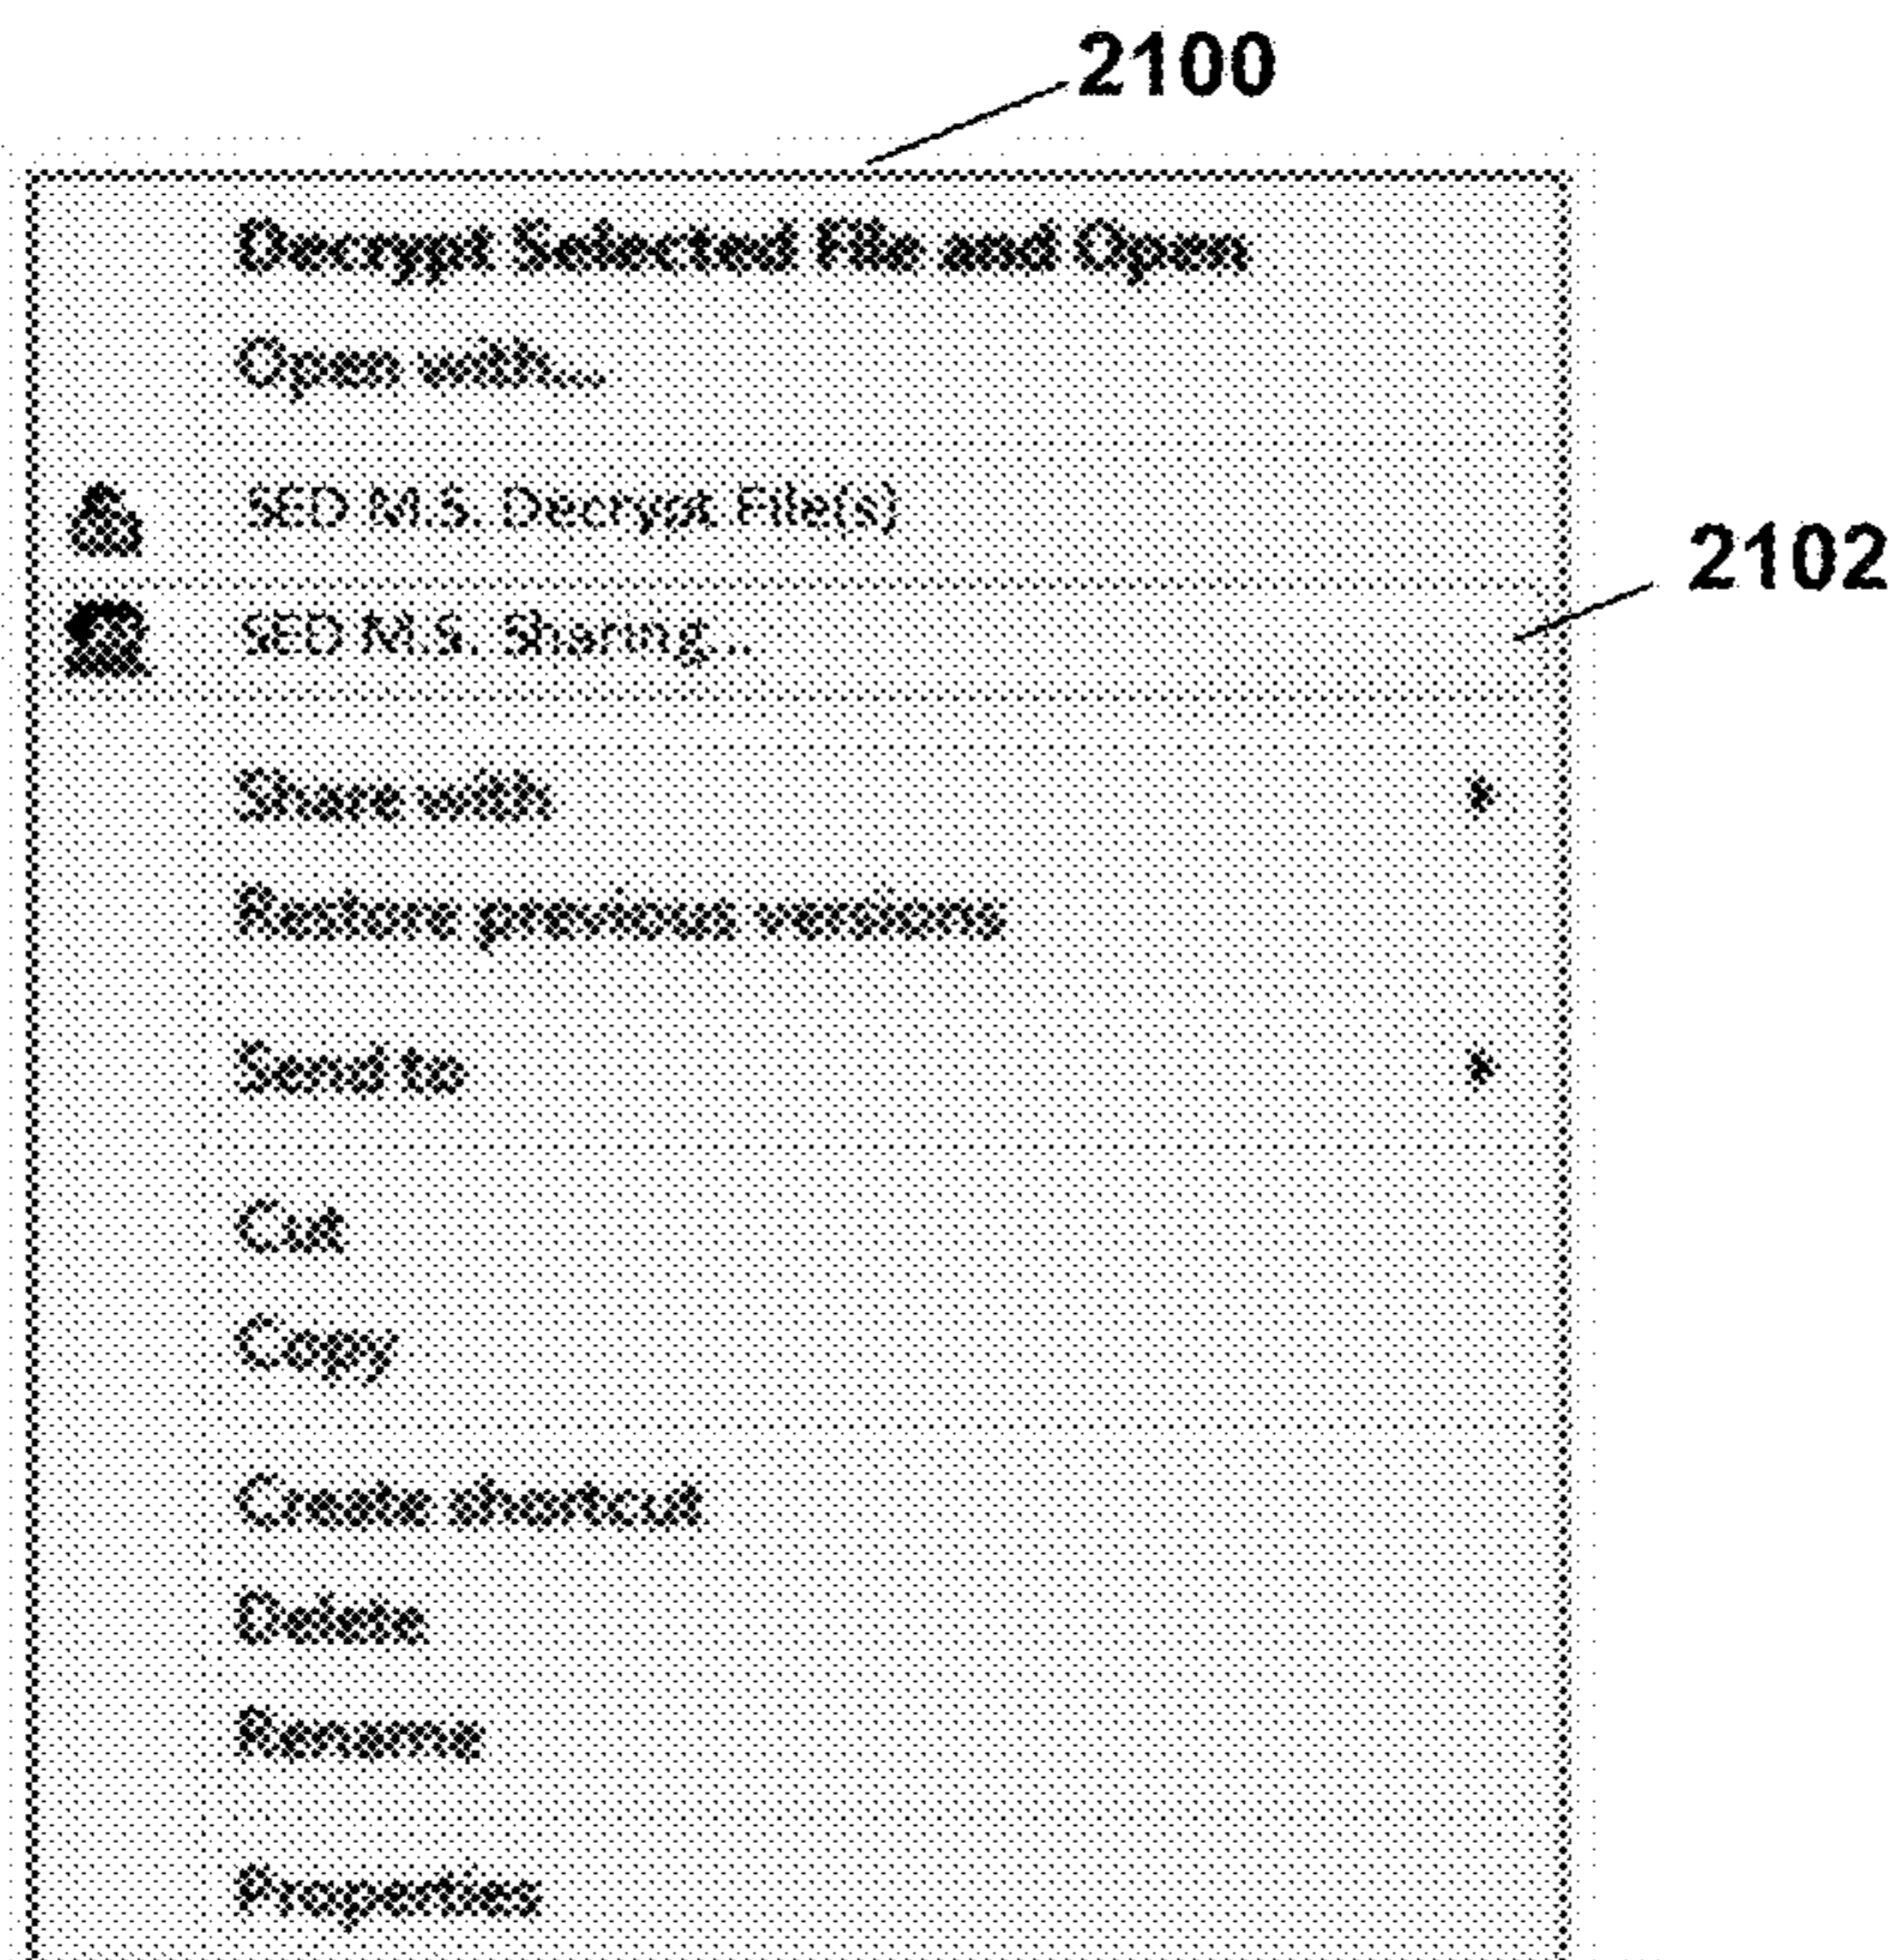 2100
Decrypt Selected File and Open
Open with...
SED M.S. Decrypt File(s)
2102
SED M.S. Sharing...
Share with
Restore previous versions
Send to
Cut
Copy
Create shortcut
Delete
Rename
Properties